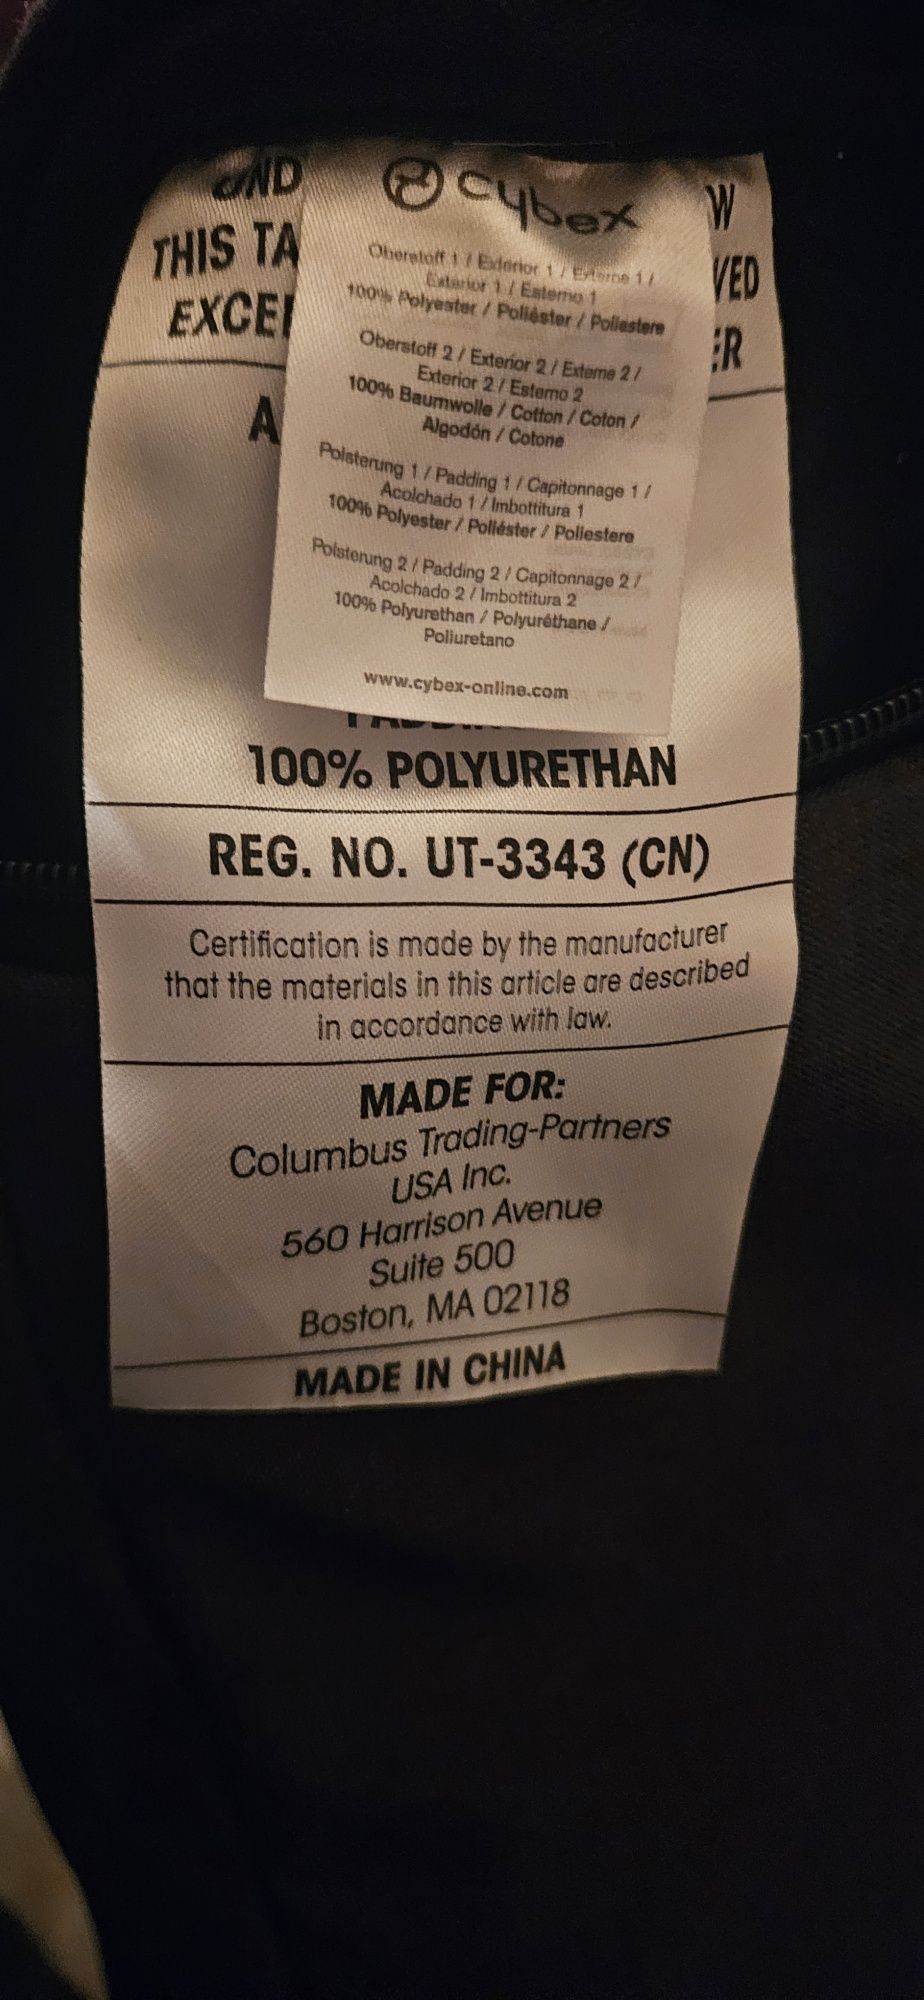 cybex
Oberstoff 1 / Exterior 1 / Externe 1 /
Exterior 1 / Esterno 1
100% Polyester / Poliéster / Poliestere
Oberstoff 2 / Exterior 2 / Externe 2 /
Exterior 2 / Esterno 2
100% Baumwolle / Cotton / Coton /
Algodón / Cotone
Polsterung 1 / Padding 1 / Capitonnage 1 /
Acolchado 1 / Imbottitura 1
100% Polyester / Poliéster / Poliestere
Polsterung 2 / Padding 2 / Capitonnage 2 /
Acolchado 2 / Imbottitura 2
100% Polyurethan / Polyuréthane /
Poliuretano
www.cybex-online.com
UND
THIS TA
EXCE
W
VED
ER
A
100% POLYURETHAN
REG. NO. UT-3343 (CN)
Certification is made by the manufacturer
that the materials in this article are described
in accordance with law.
MADE FOR:
Columbus Trading-Partners
USA Inc.
560 Harrison Avenue
Suite 500
Boston, MA 02118
MADE IN CHINA